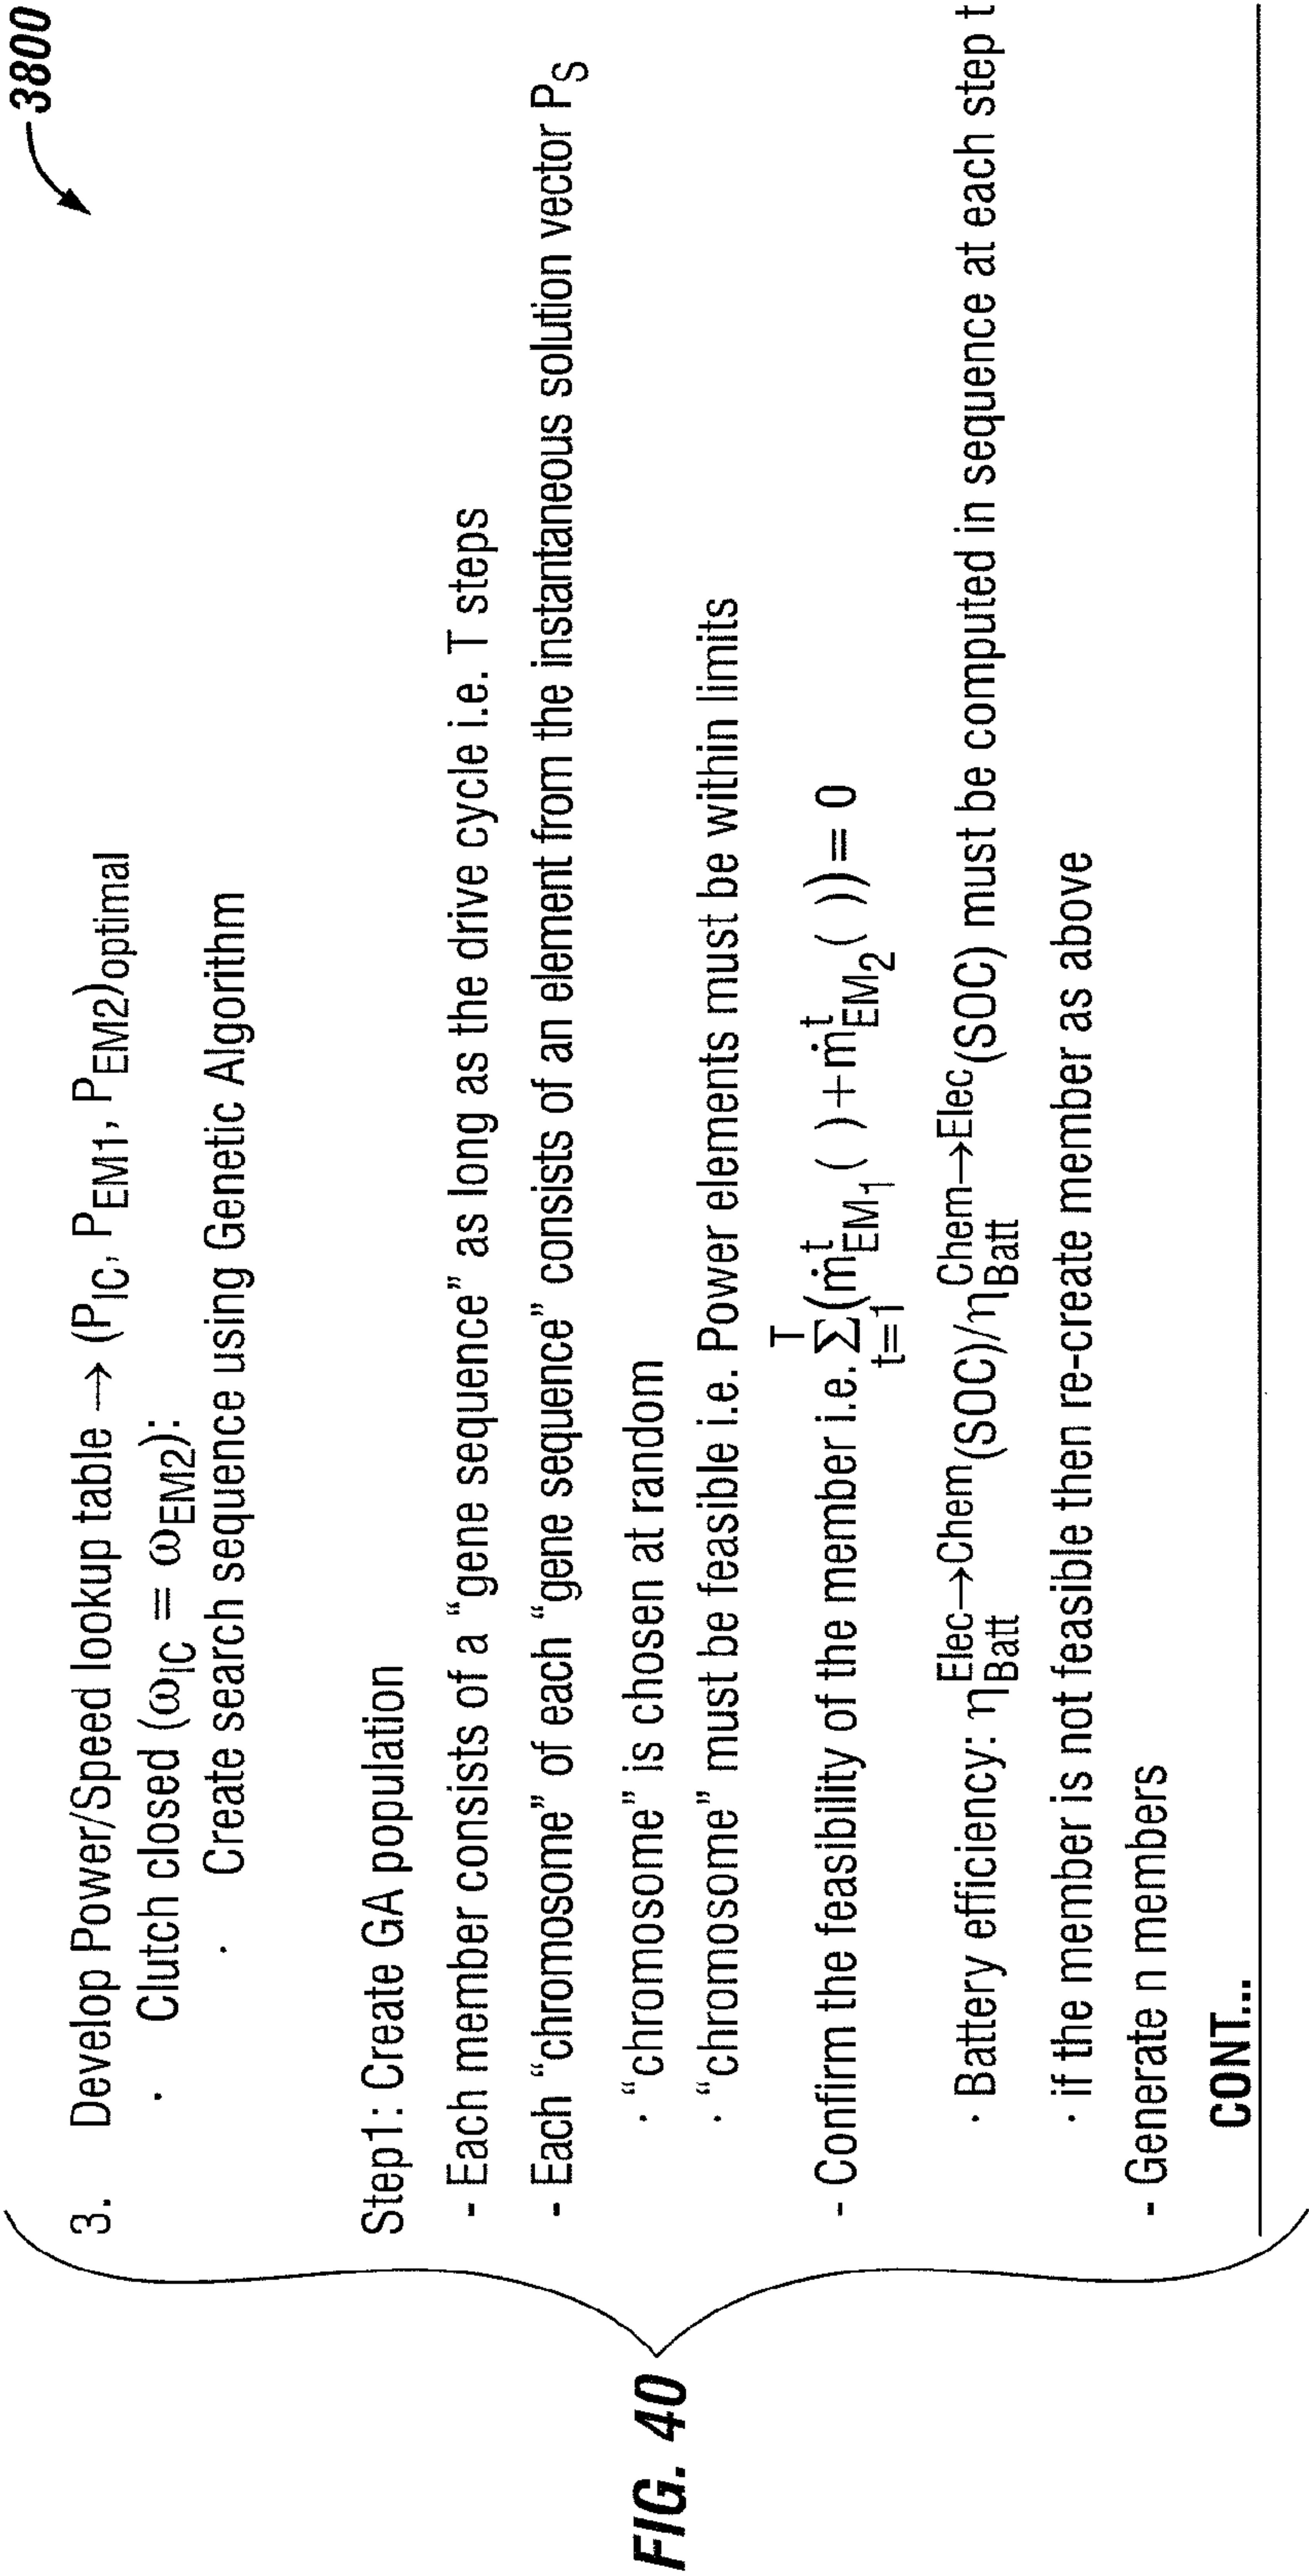 3800
3. Develop Power/Speed lookup table → (P_IC, P_EM1, P_EM2)optimal
· Clutch closed (ω_IC = ω_EM2):
· Create search sequence using Genetic Algorithm
Step1: Create GA population
- Each member consists of a “gene sequence” as long as the drive cycle i.e. T steps
- Each “chromosome” of each “gene sequence” consists of an element from the instantaneous solution vector P_S
· “chromosome” is chosen at random
· “chromosome” must be feasible i.e. Power elements must be within limits
- Confirm the feasibility of the member i.e. Σ_{t=1}^{T}(ṁ^t_{EM_1}( )+ṁ^t_{EM_2}( ))= 0
· Battery efficiency: η_Batt^{Elec→Chem}(SOC)/η_Batt^{Chem→Elec}(SOC) must be computed in sequence at each step t
· if the member is not feasible then re-create member as above
- Generate n members
CONT...
FIG. 40